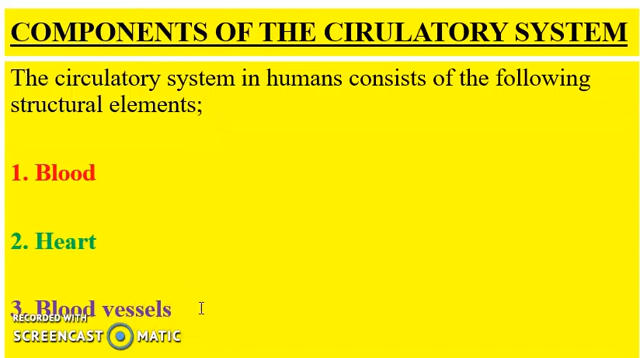 COMPONENTS OF THE CIRULATORY SYSTEM
The circulatory system in humans consists of the following
structural elements;
1. Blood
2. Heart
3. Blood vessels
RECORDED WITH
SCREENCAST MATIC